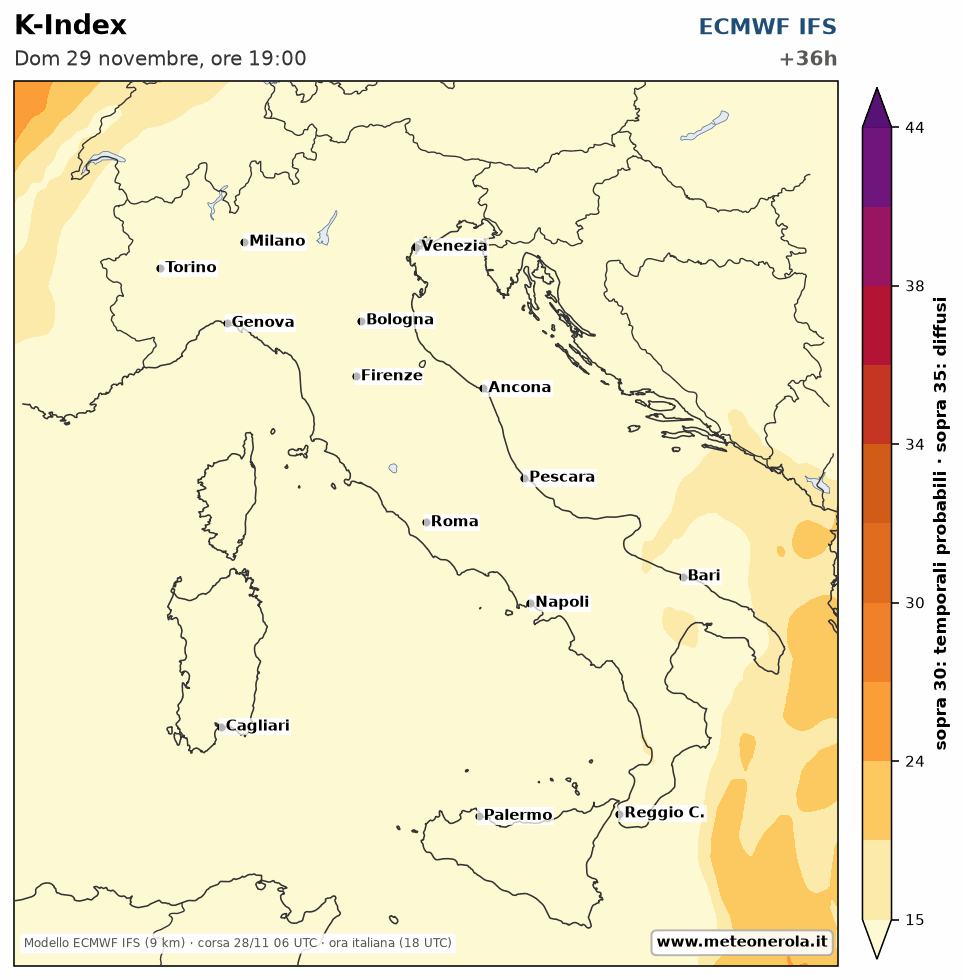 K-Index
ECMWF IFS
Dom 29 novembre, ore 19:00
+36h
Milano
Venezia
Torino
Genova
Bologna
Firenze
Ancona
Pescara
Roma
Bari
Napoli
Cagliari
Palermo
Reggio C.
44
38
34
30
24
15
sopra 30: temporali probabili · sopra 35: diffusi
Modello ECMWF IFS (9 km) · corsa 28/11 06 UTC · ora italiana (18 UTC)
www.meteonerola.it